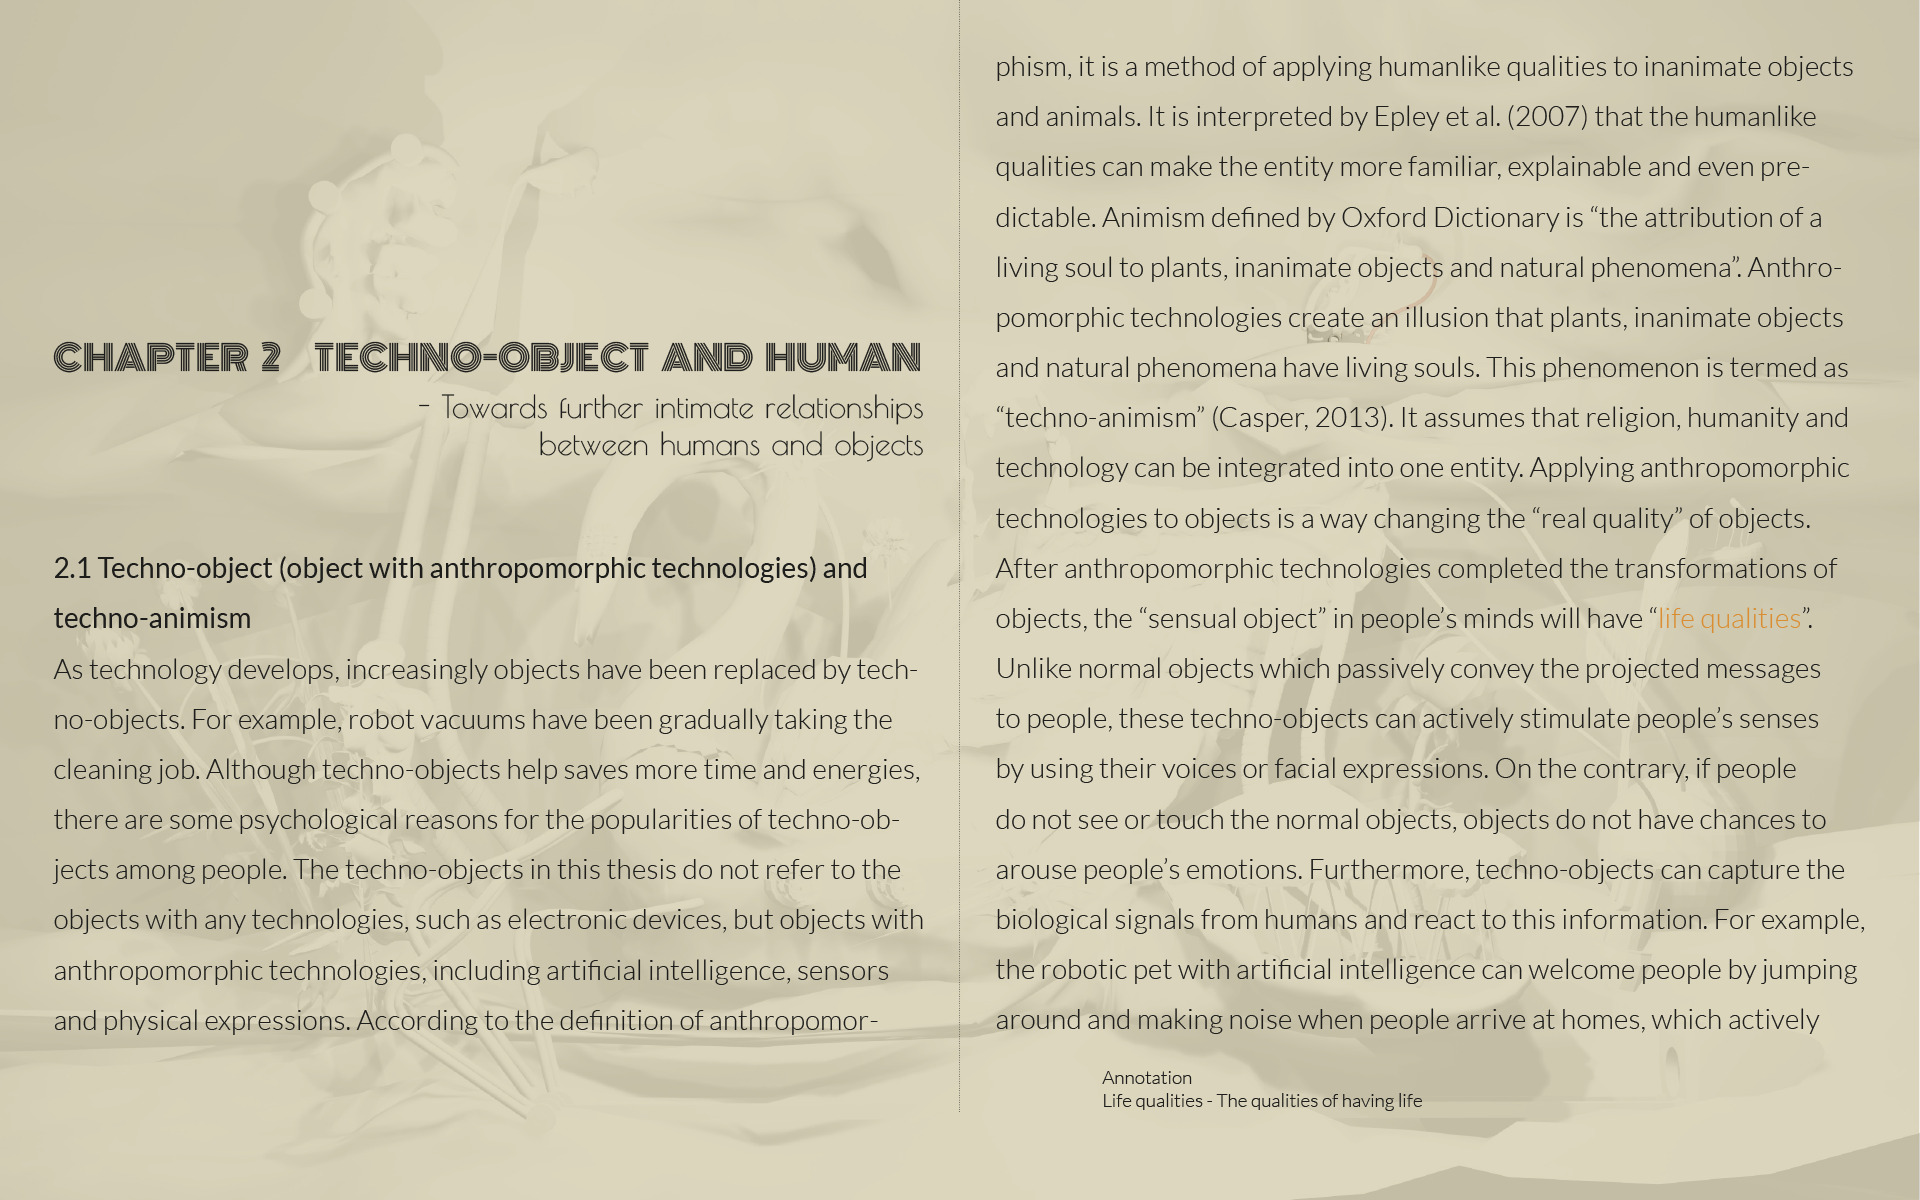 CHAPTER 2 TECHNO-OBJECT AND HUMAN
– Towards further intimate relationships
between humans and objects
2.1 Techno-object (object with anthropomorphic technologies) and
techno-animism
As technology develops, increasingly objects have been replaced by tech-
no-objects. For example, robot vacuums have been gradually taking the
cleaning job. Although techno-objects help saves more time and energies,
there are some psychological reasons for the popularities of techno-ob-
jects among people. The techno-objects in this thesis do not refer to the
objects with any technologies, such as electronic devices, but objects with
anthropomorphic technologies, including artificial intelligence, sensors
and physical expressions. According to the definition of anthropomor-
phism, it is a method of applying humanlike qualities to inanimate objects
and animals. It is interpreted by Epley et al. (2007) that the humanlike
qualities can make the entity more familiar, explainable and even pre-
dictable. Animism defined by Oxford Dictionary is “the attribution of a
living soul to plants, inanimate objects and natural phenomena”. Anthro-
pomorphic technologies create an illusion that plants, inanimate objects
and natural phenomena have living souls. This phenomenon is termed as
“techno-animism” (Casper, 2013). It assumes that religion, humanity and
technology can be integrated into one entity. Applying anthropomorphic
technologies to objects is a way changing the “real quality” of objects.
After anthropomorphic technologies completed the transformations of
objects, the “sensual object” in people’s minds will have “life qualities”.
Unlike normal objects which passively convey the projected messages
to people, these techno-objects can actively stimulate people’s senses
by using their voices or facial expressions. On the contrary, if people
do not see or touch the normal objects, objects do not have chances to
arouse people’s emotions. Furthermore, techno-objects can capture the
biological signals from humans and react to this information. For example,
the robotic pet with artificial intelligence can welcome people by jumping
around and making noise when people arrive at homes, which actively
Annotation
Life qualities - The qualities of having life